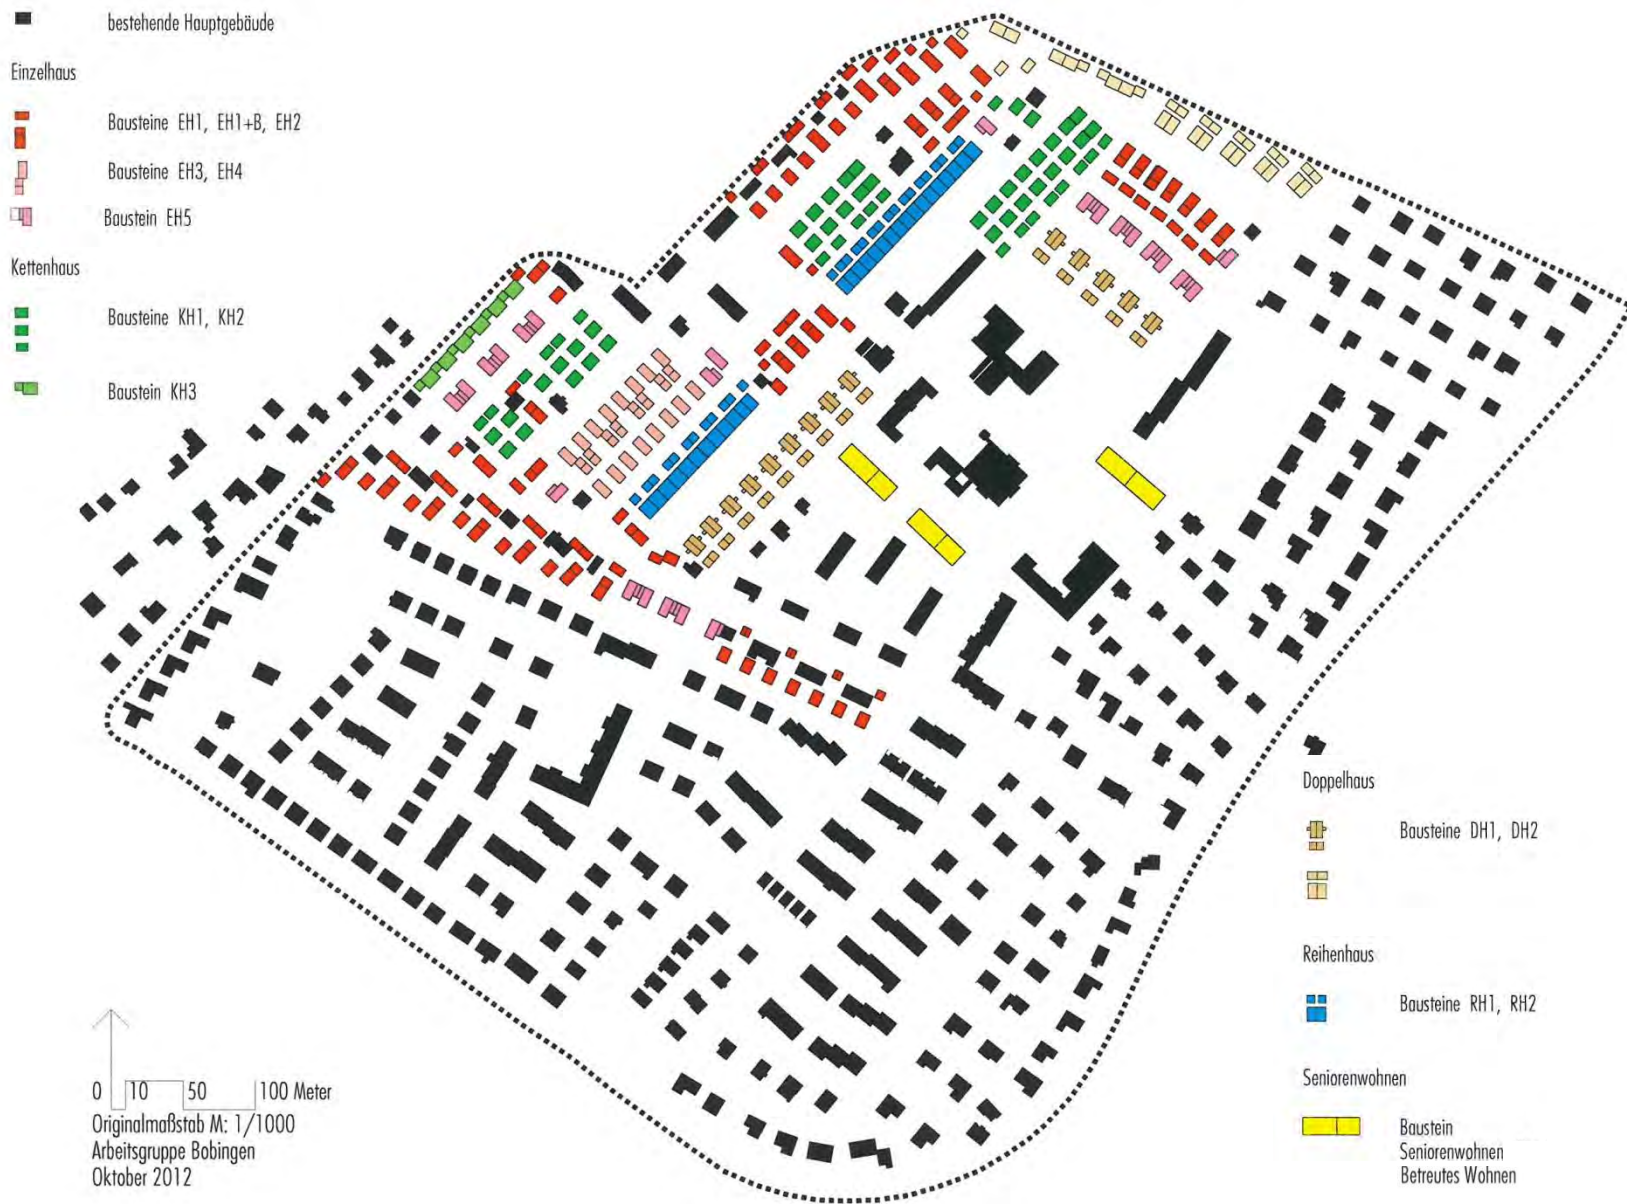 bestehende Hauptgebäude
Einzelhaus
Bausteine EH1, EH1+B, EH2
Bausteine EH3, EH4
Baustein EH5
Kettenhaus
Bausteine KH1, KH2
Baustein KH3
Doppelhaus
Bausteine DH1, DH2
Reihenhaus
Bausteine RH1, RH2
Seniorenwohnen
Baustein
Seniorenwohnen
Betreutes Wohnen
0 10 50 100 Meter
Originalmaßstab M: 1/1000
Arbeitsgruppe Bobingen
Oktober 2012